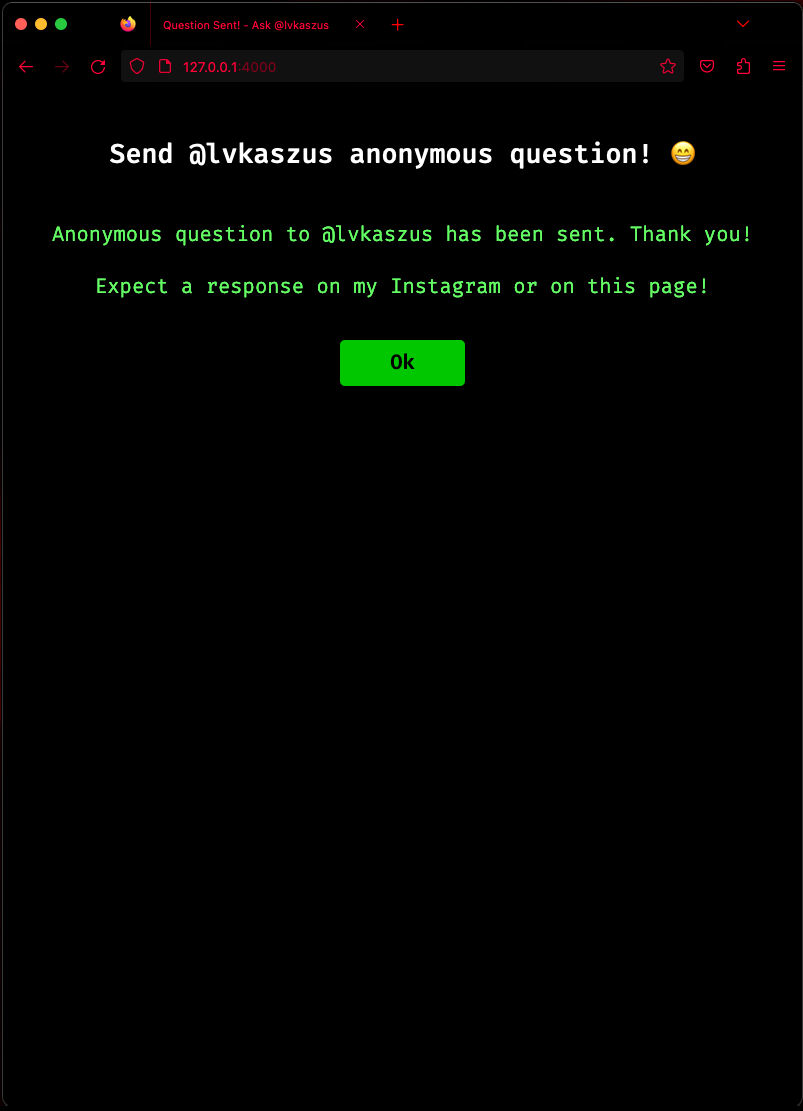 Question Sent! - Ask @lvkaszus
127.0.0.1:4000
Send @lvkaszus anonymous question! 😁
Anonymous question to @lvkaszus has been sent. Thank you!
Expect a response on my Instagram or on this page!
Ok